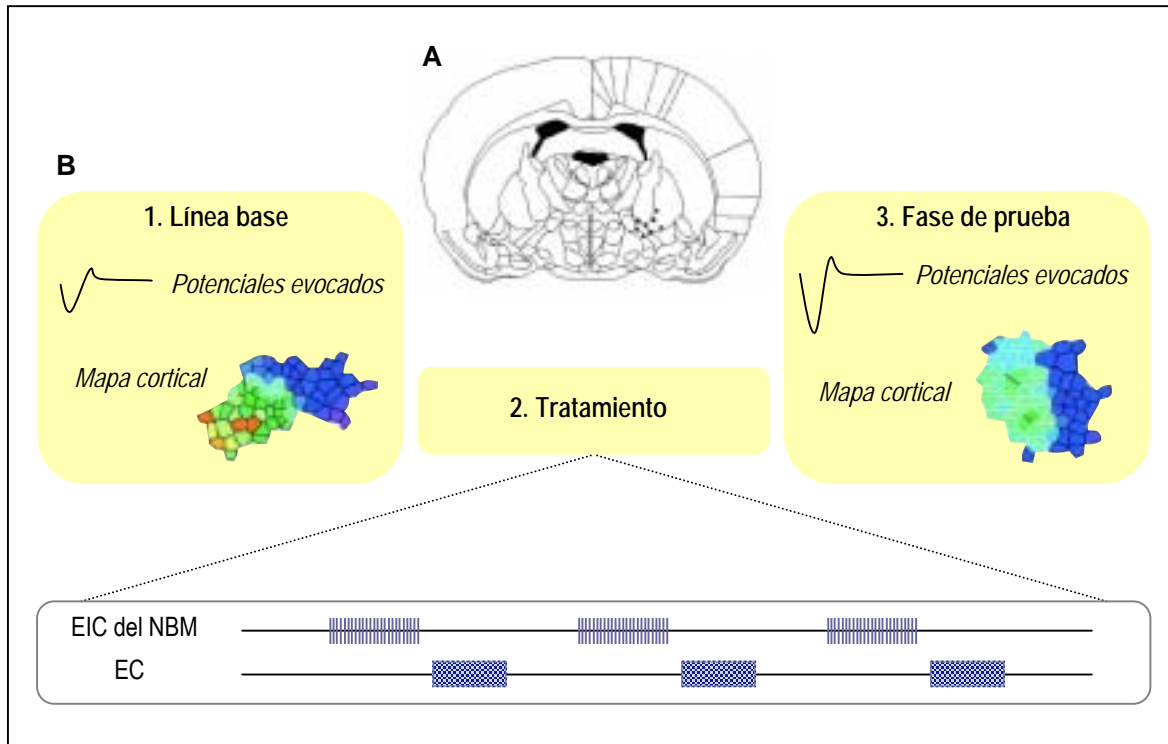 A
B
1. Línea base
Potenciales evocados
Mapa cortical
2. Tratamiento
3. Fase de prueba
Potenciales evocados
Mapa cortical
EIC del NBM
EC